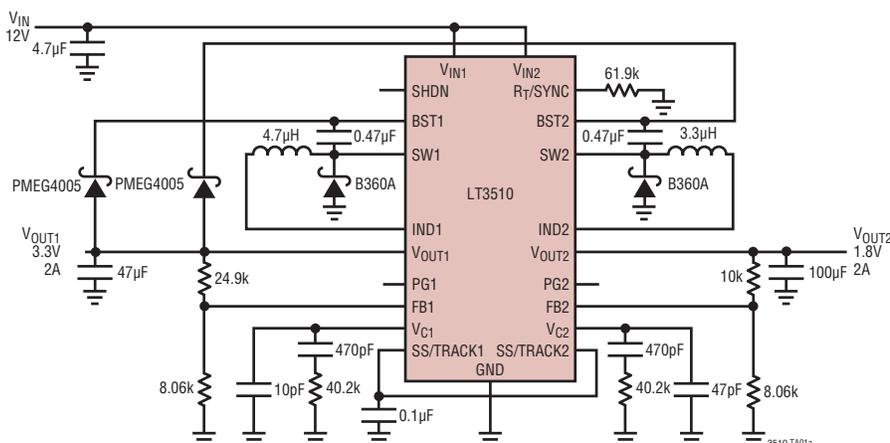 VIN
12V
4.7µF
VIN1
VIN2
61.9k
SHDN
RT/SYNC
BST1
BST2
4.7µH
0.47µF
0.47µF
3.3µH
SW1
SW2
PMEG4005
PMEG4005
B360A
LT3510
B360A
IND1
IND2
VOUT1
3.3V
2A
VOUT1
VOUT2
VOUT2
1.8V
2A
47µF
24.9k
10k
100µF
PG1
PG2
FB1
FB2
VC1
VC2
470pF
SS/TRACK1
SS/TRACK2
470pF
GND
8.06k
10pF
40.2k
40.2k
47pF
8.06k
0.1µF
3510 TA01a